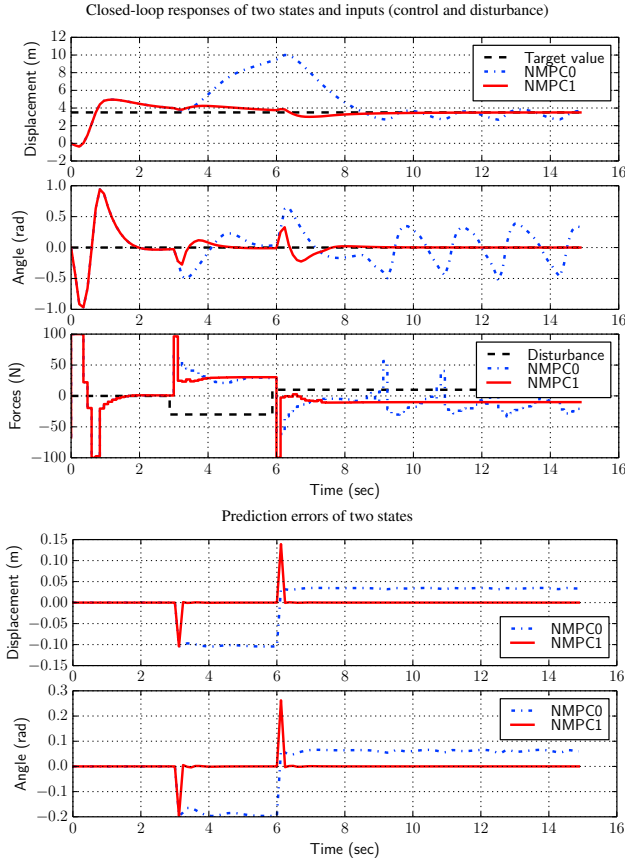 Closed-loop responses of two states and inputs (control and disturbance)
Displacement (m)
12
10
8
6
4
2
0
−2
0 2 4 6 8 10 12 14 16
Target value
NMPC0
NMPC1
Angle (rad)
1.0
0.5
0.0
−0.5
−1.0
0 2 4 6 8 10 12 14 16
Forces (N)
100
50
0
−50
−100
0 2 4 6 8 10 12 14 16
Disturbance
NMPC0
NMPC1
Time (sec)
Prediction errors of two states
Displacement (m)
0.15
0.10
0.05
0.00
−0.05
−0.10
−0.15
0 2 4 6 8 10 12 14 16
NMPC0
NMPC1
Angle (rad)
0.3
0.2
0.1
0.0
−0.1
−0.2
0 2 4 6 8 10 12 14 16
NMPC0
NMPC1
Time (sec)